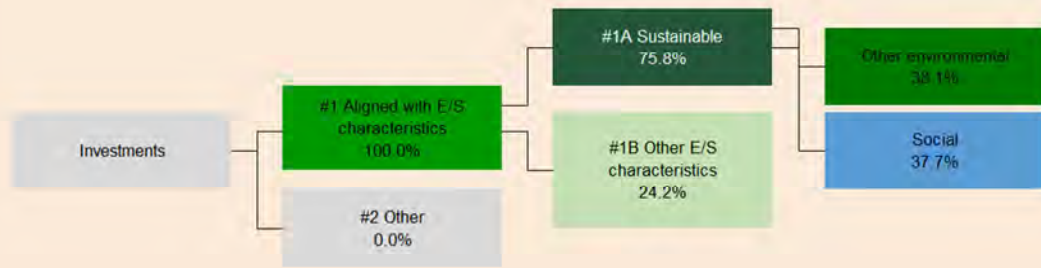 Investments
#1 Aligned with E/S
characteristics
100.0%
#2 Other
0.0%
#1A Sustainable
75.8%
#1B Other E/S
characteristics
24.2%
Other environmental
38.1%
Social
37.7%